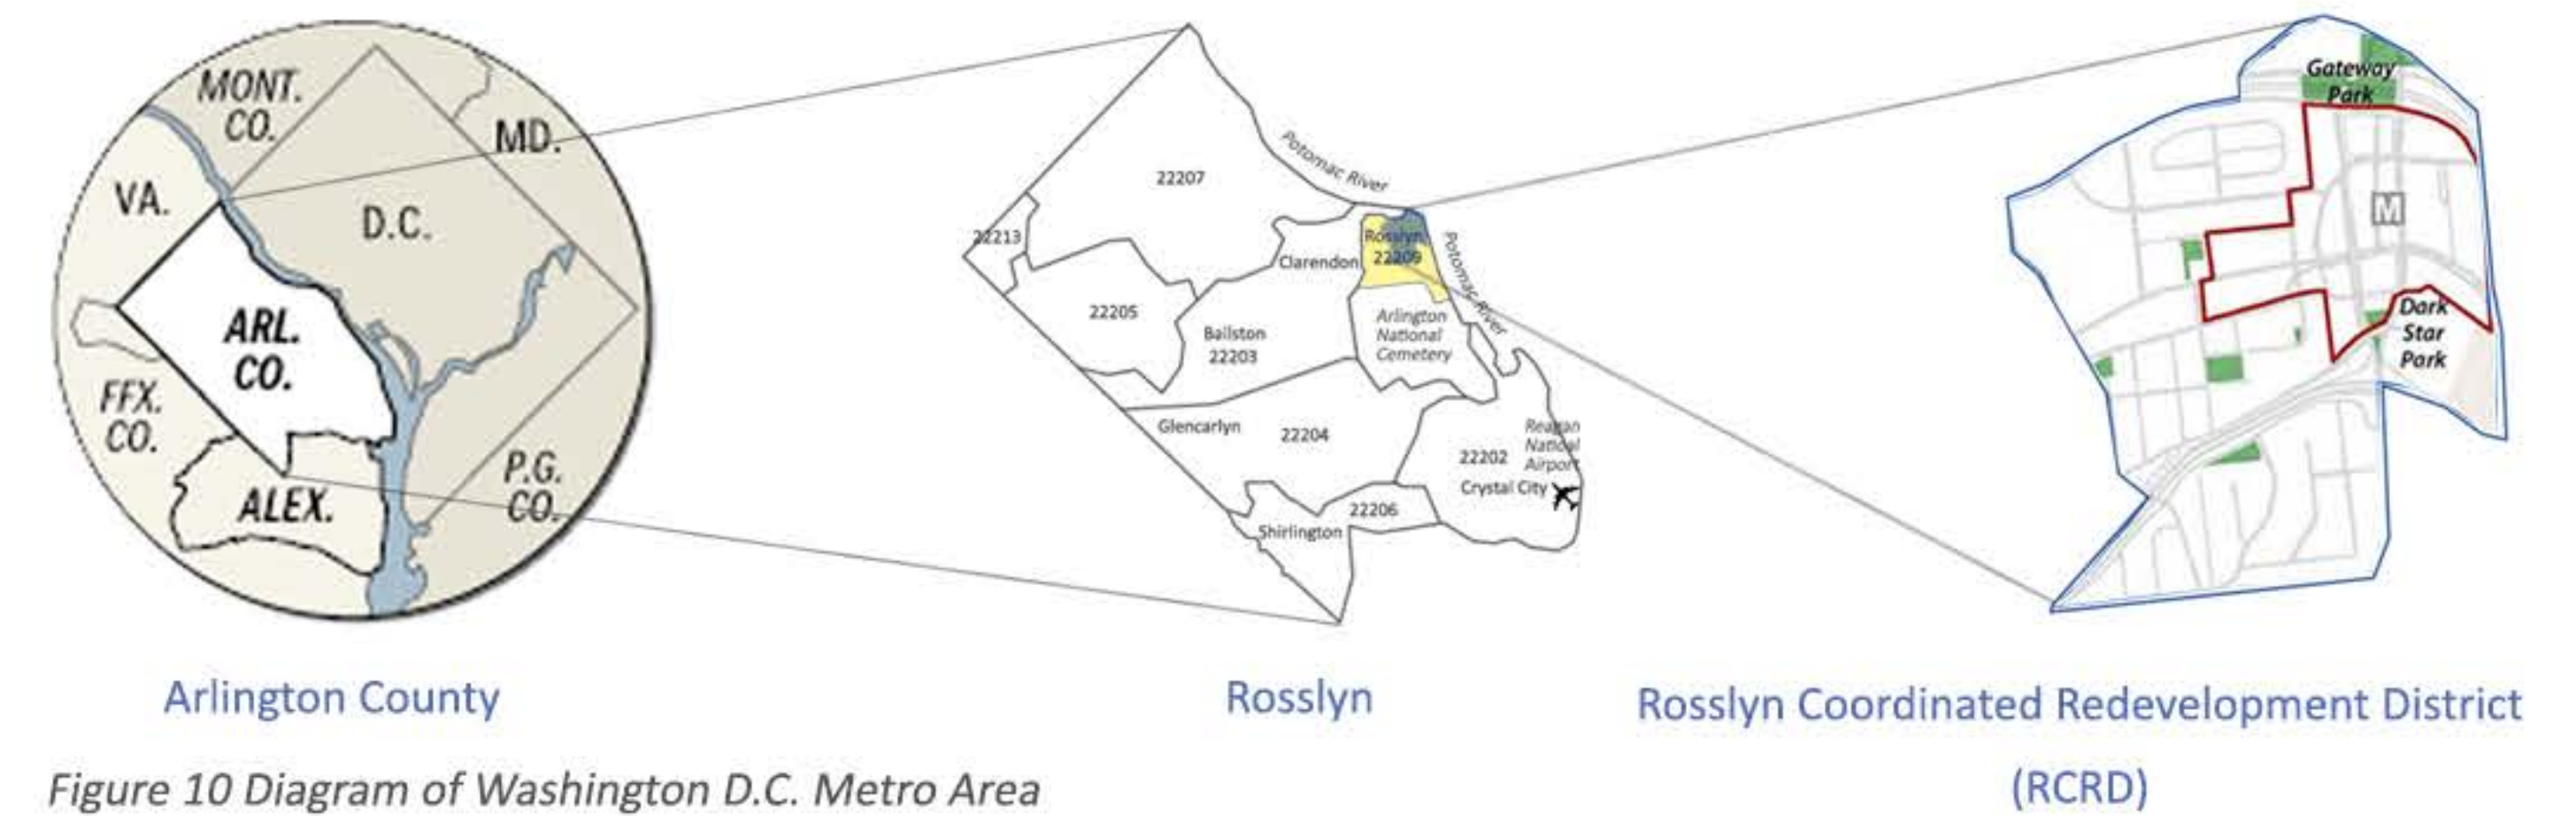 MONT.
CO.
MD.
VA.
D.C.
ARL.
CO.
FFX.
CO.
P.G.
CO.
ALEX.
Potomac River
22207
22213
Rosslyn
22209
Clarendon
Potomac River
22205
Arlington
National
Cemetery
Ballston
22203
Glencarlyn
22204
Reagan
Natioal
Airport
22202
Crystal City
22206
Shirlington
Gateway
Park
M
Dark
Star
Park
Arlington County
Rosslyn
Rosslyn Coordinated Redevelopment District
(RCRD)
Figure 10 Diagram of Washington D.C. Metro Area